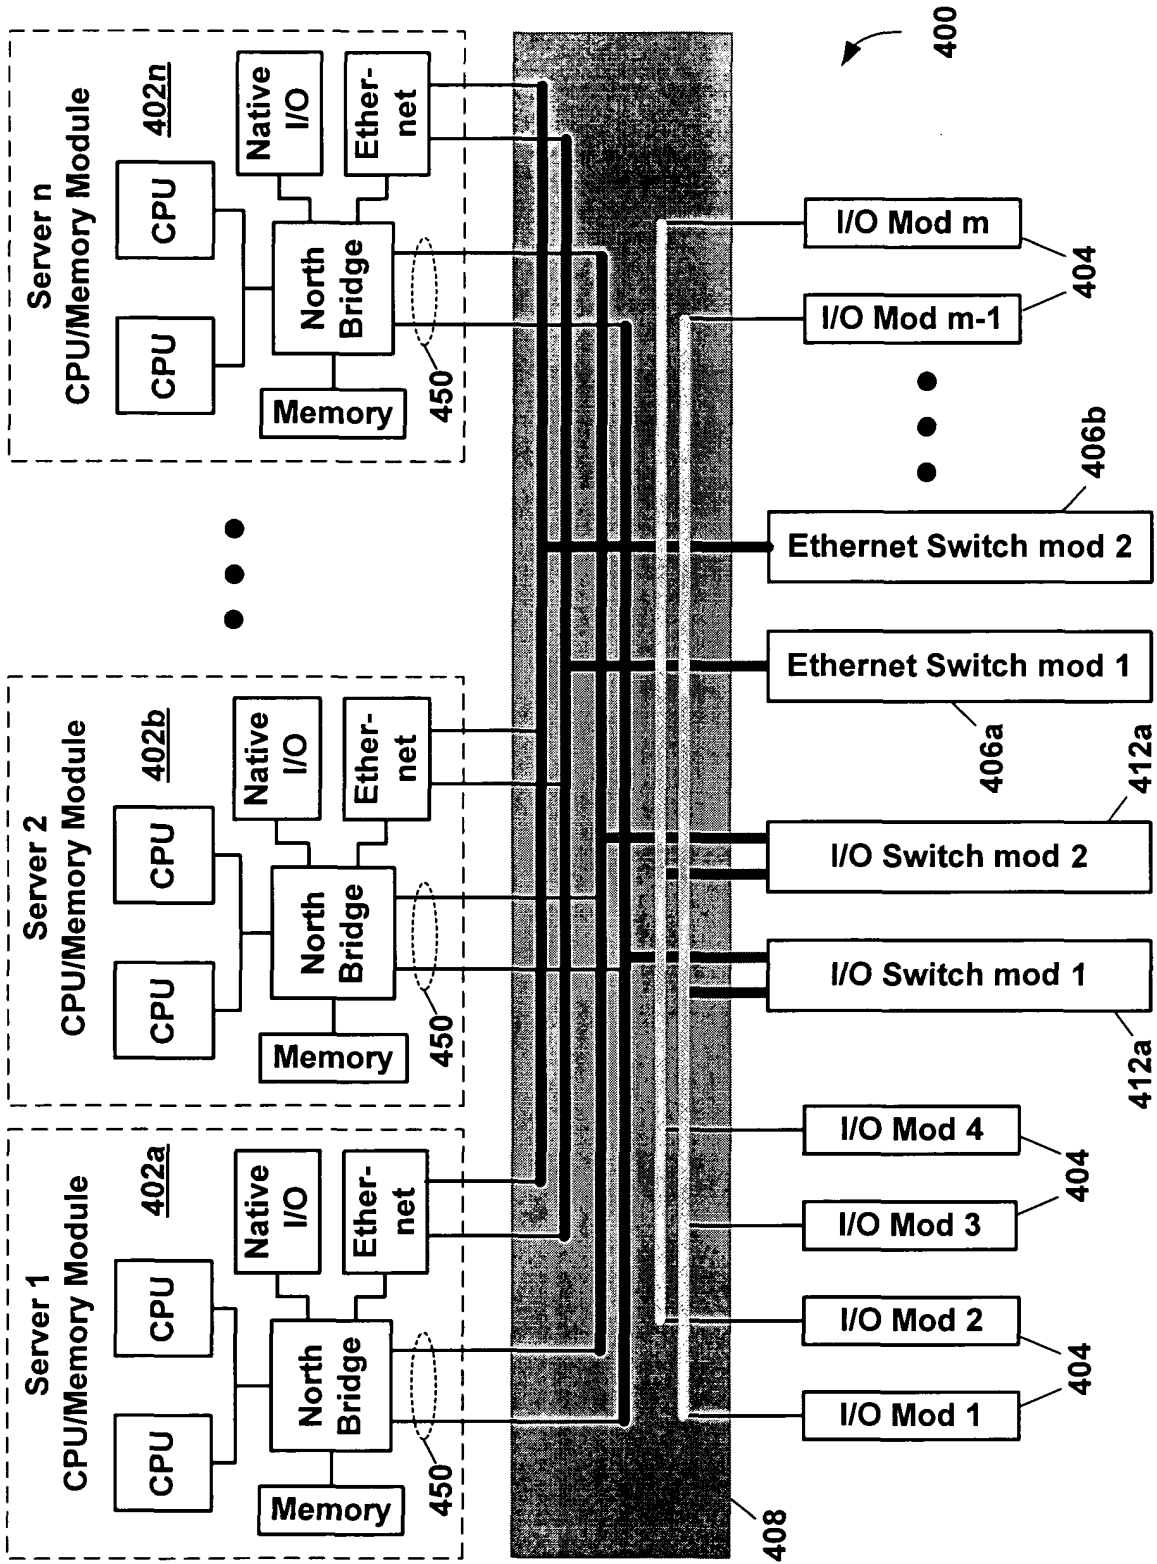 Server 1
CPU/Memory Module
402a
CPU
CPU
Memory
North
Bridge
Native
I/O
Ether-
net
450
Server 2
CPU/Memory Module
402b
CPU
CPU
Memory
North
Bridge
Native
I/O
Ether-
net
450
Server n
CPU/Memory Module
402n
CPU
CPU
Memory
North
Bridge
Native
I/O
Ether-
net
450
408
I/O Mod 1
I/O Mod 2
404
I/O Mod 3
I/O Mod 4
404
I/O Switch mod 1
412a
I/O Switch mod 2
412a
Ethernet Switch mod 1
406a
Ethernet Switch mod 2
406b
I/O Mod m-1
I/O Mod m
404
400